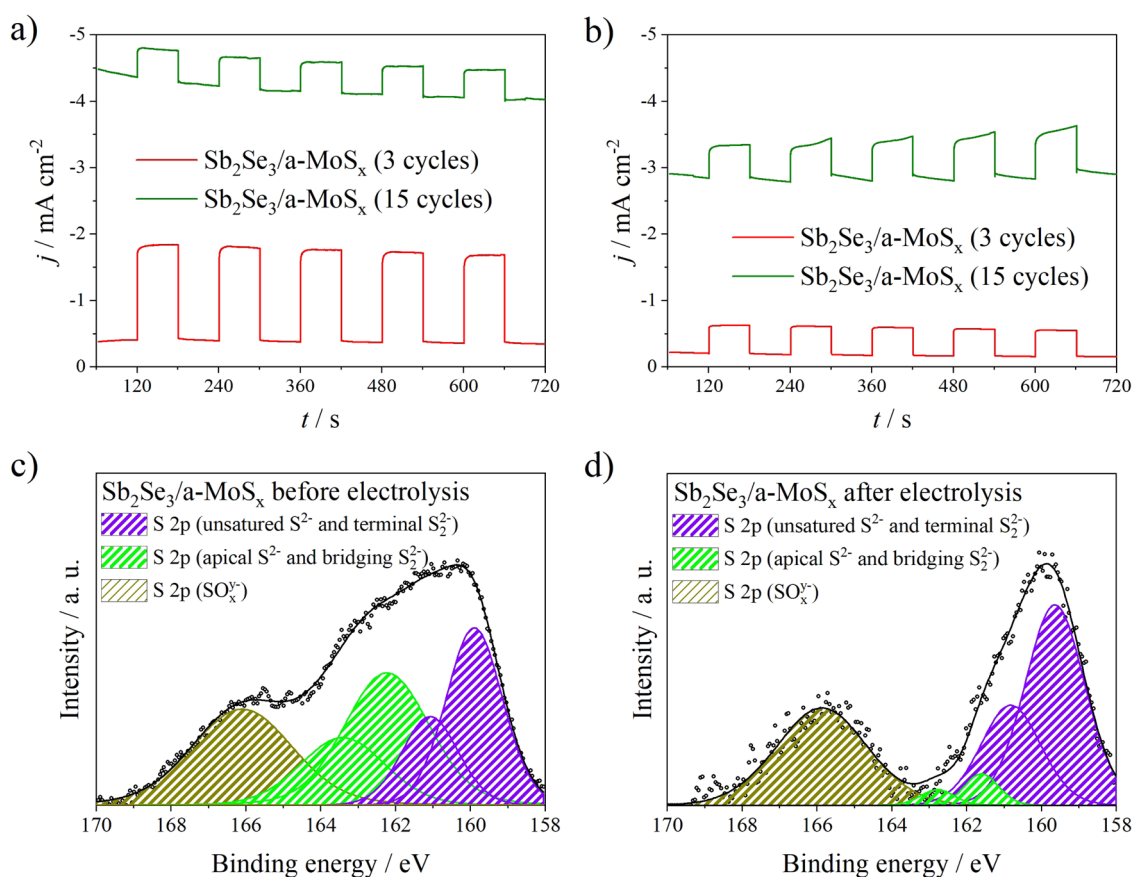 a)
-5
-4
-3
-2
-1
0
j / mA cm⁻²
Sb₂Se₃/a-MoSₓ (3 cycles)
Sb₂Se₃/a-MoSₓ (15 cycles)
120 240 360 480 600 720
t / s
b)
-5
-4
-3
-2
-1
0
j / mA cm⁻²
Sb₂Se₃/a-MoSₓ (3 cycles)
Sb₂Se₃/a-MoSₓ (15 cycles)
120 240 360 480 600 720
t / s
c)
Sb₂Se₃/a-MoSₓ before electrolysis
S 2p (unsatured S²⁻ and terminal S₂²⁻)
S 2p (apical S²⁻ and bridging S₂²⁻)
S 2p (SOₓʸ⁻)
Intensity / a. u.
170 168 166 164 162 160 158
Binding energy / eV
d)
Sb₂Se₃/a-MoSₓ after electrolysis
S 2p (unsatured S²⁻ and terminal S₂²⁻)
S 2p (apical S²⁻ and bridging S₂²⁻)
S 2p (SOₓʸ⁻)
Intensity / a. u.
170 168 166 164 162 160 158
Binding energy / eV